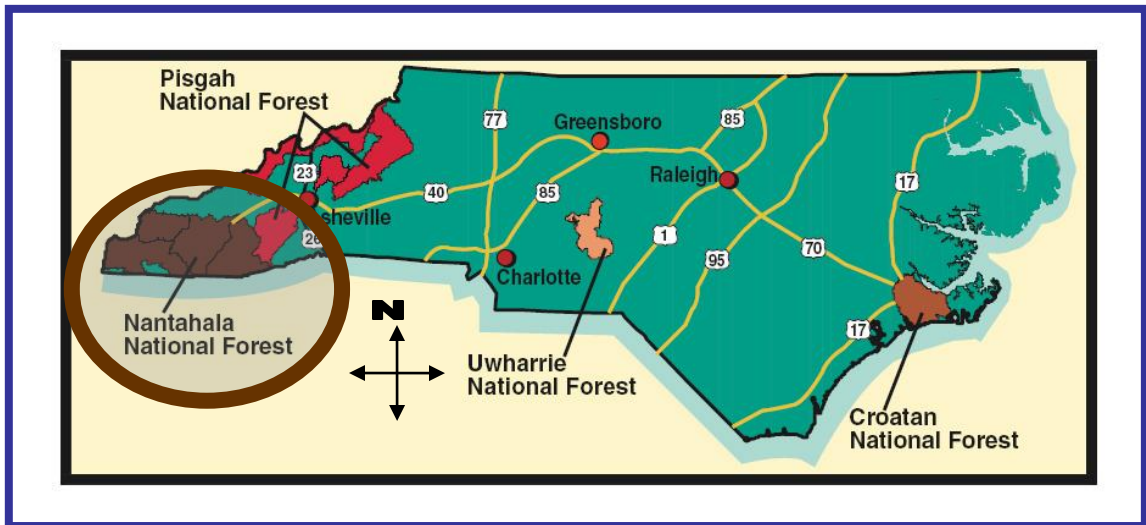 Pisgah
National Forest
77
Greensboro
85
23
Raleigh
40
85
17
sheville
26
1
95
70
Charlotte
Nantahala
National Forest
N
17
Uwharrie
National Forest
Croatan
National Forest